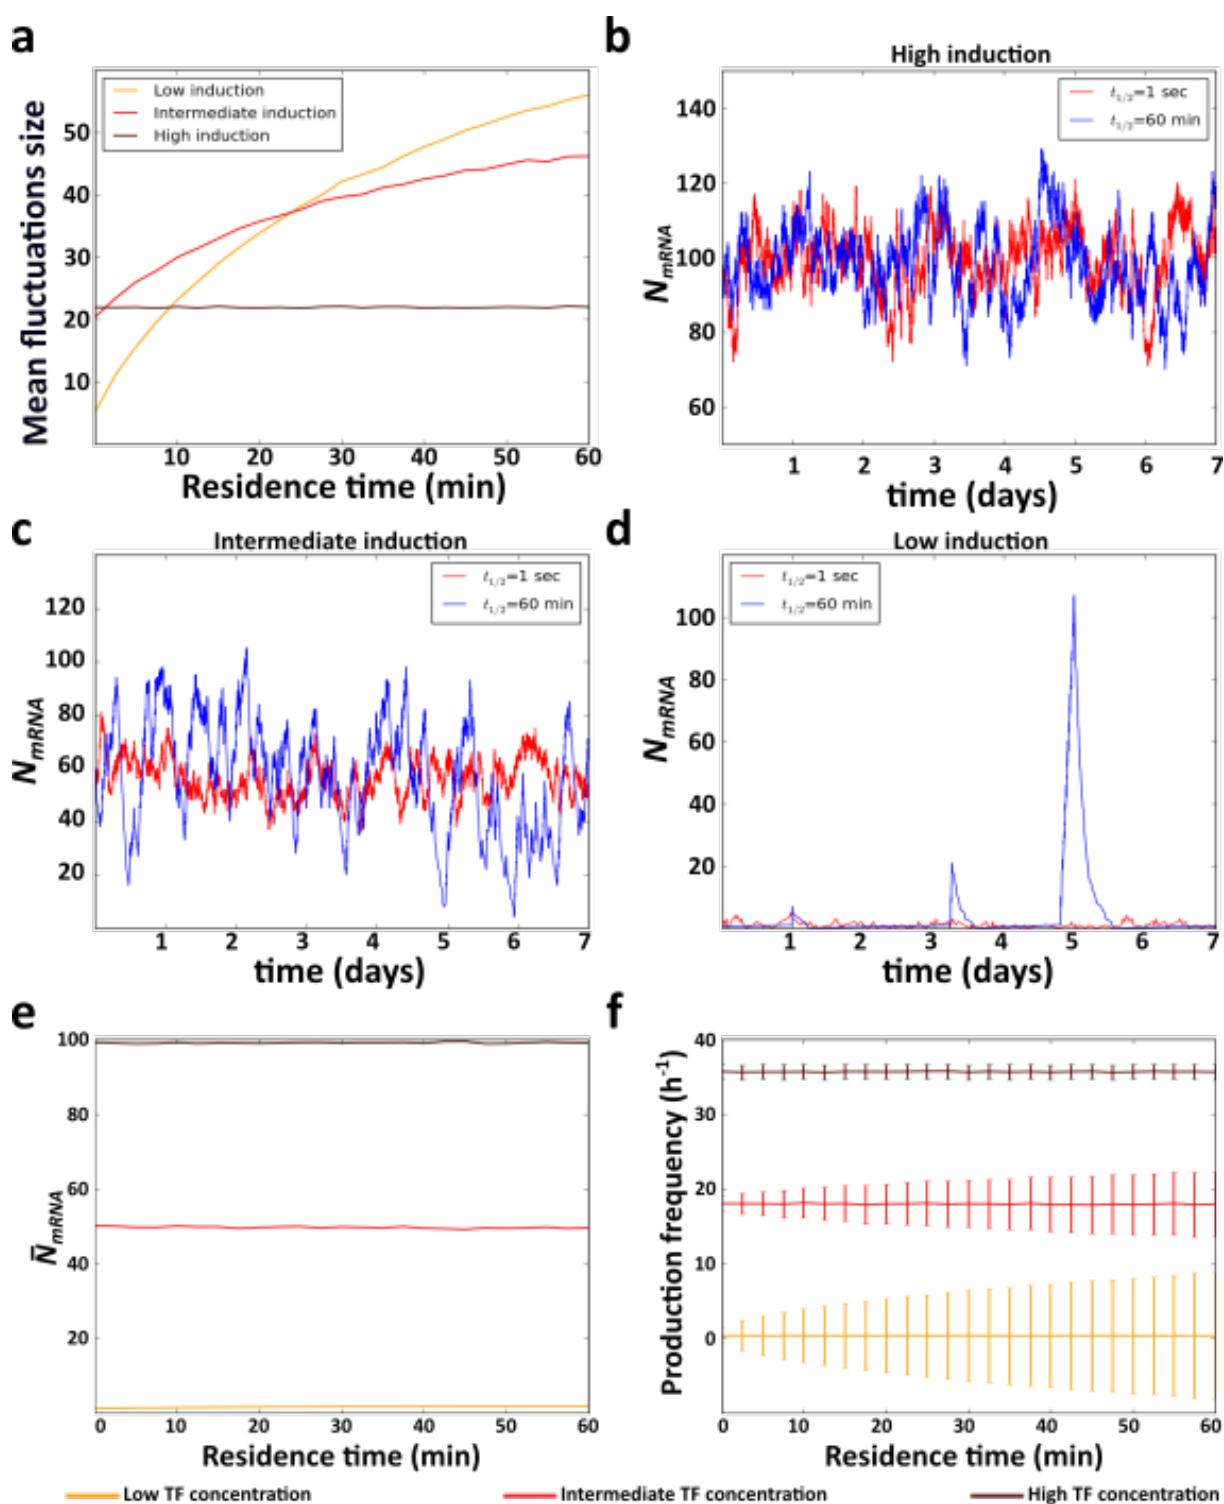 a
Mean fluctuations size
Low induction
Intermediate induction
High induction
50
40
30
20
10
10 20 30 40 50 60
Residence time (min)
b
High induction
t1/2=1 sec
t1/2=60 min
NmRNA
140
120
100
80
60
1 2 3 4 5 6 7
time (days)
c
Intermediate induction
t1/2=1 sec
t1/2=60 min
NmRNA
120
100
80
60
40
20
1 2 3 4 5 6 7
time (days)
d
Low induction
t1/2=1 sec
t1/2=60 min
NmRNA
100
80
60
40
20
1 2 3 4 5 6 7
time (days)
e
N̄mRNA
100
80
60
40
20
0 10 20 30 40 50 60
Residence time (min)
f
Production frequency (h⁻¹)
40
30
20
10
0
0 10 20 30 40 50 60
Residence time (min)
Low TF concentration Intermediate TF concentration High TF concentration